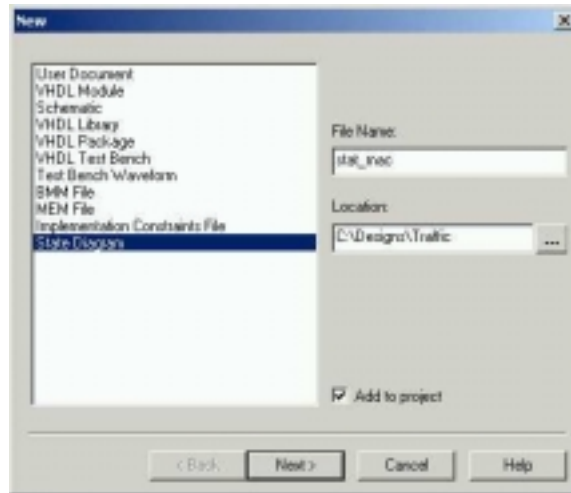 New
User Document
VHDL Module
Schematic
VHDL Library
VHDL Package
VHDL Test Bench
Test Bench Waveform
BMM File
MEM File
Implementation Constraints File
State Diagram
File Name:
stat_mac
Location:
C:\Designs\Traffic
...
Add to project
< Back
Next >
Cancel
Help